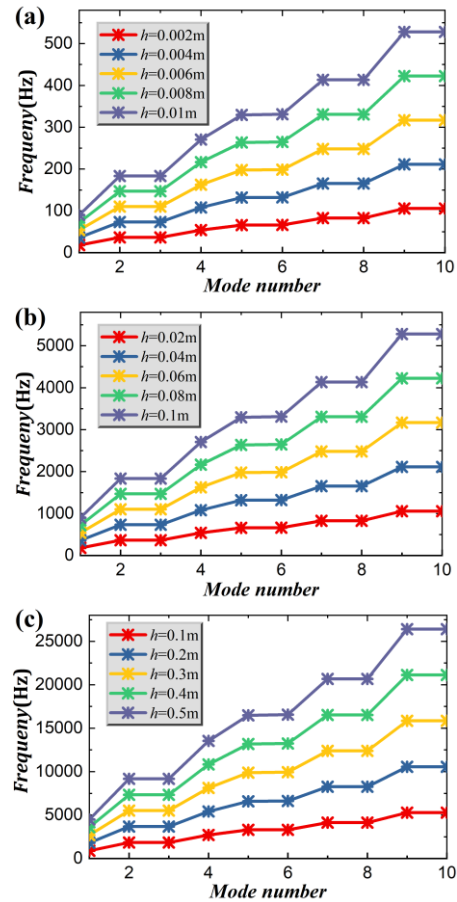 (a)
h=0.002m
h=0.004m
h=0.006m
h=0.008m
h=0.01m
500
400
300
200
100
0
Frequeny(Hz)
2 4 6 8 10
Mode number
(b)
h=0.02m
h=0.04m
h=0.06m
h=0.08m
h=0.1m
5000
4000
3000
2000
1000
0
Frequeny(Hz)
2 4 6 8 10
Mode number
(c)
h=0.1m
h=0.2m
h=0.3m
h=0.4m
h=0.5m
25000
20000
15000
10000
5000
0
Frequeny(Hz)
2 4 6 8 10
Mode number